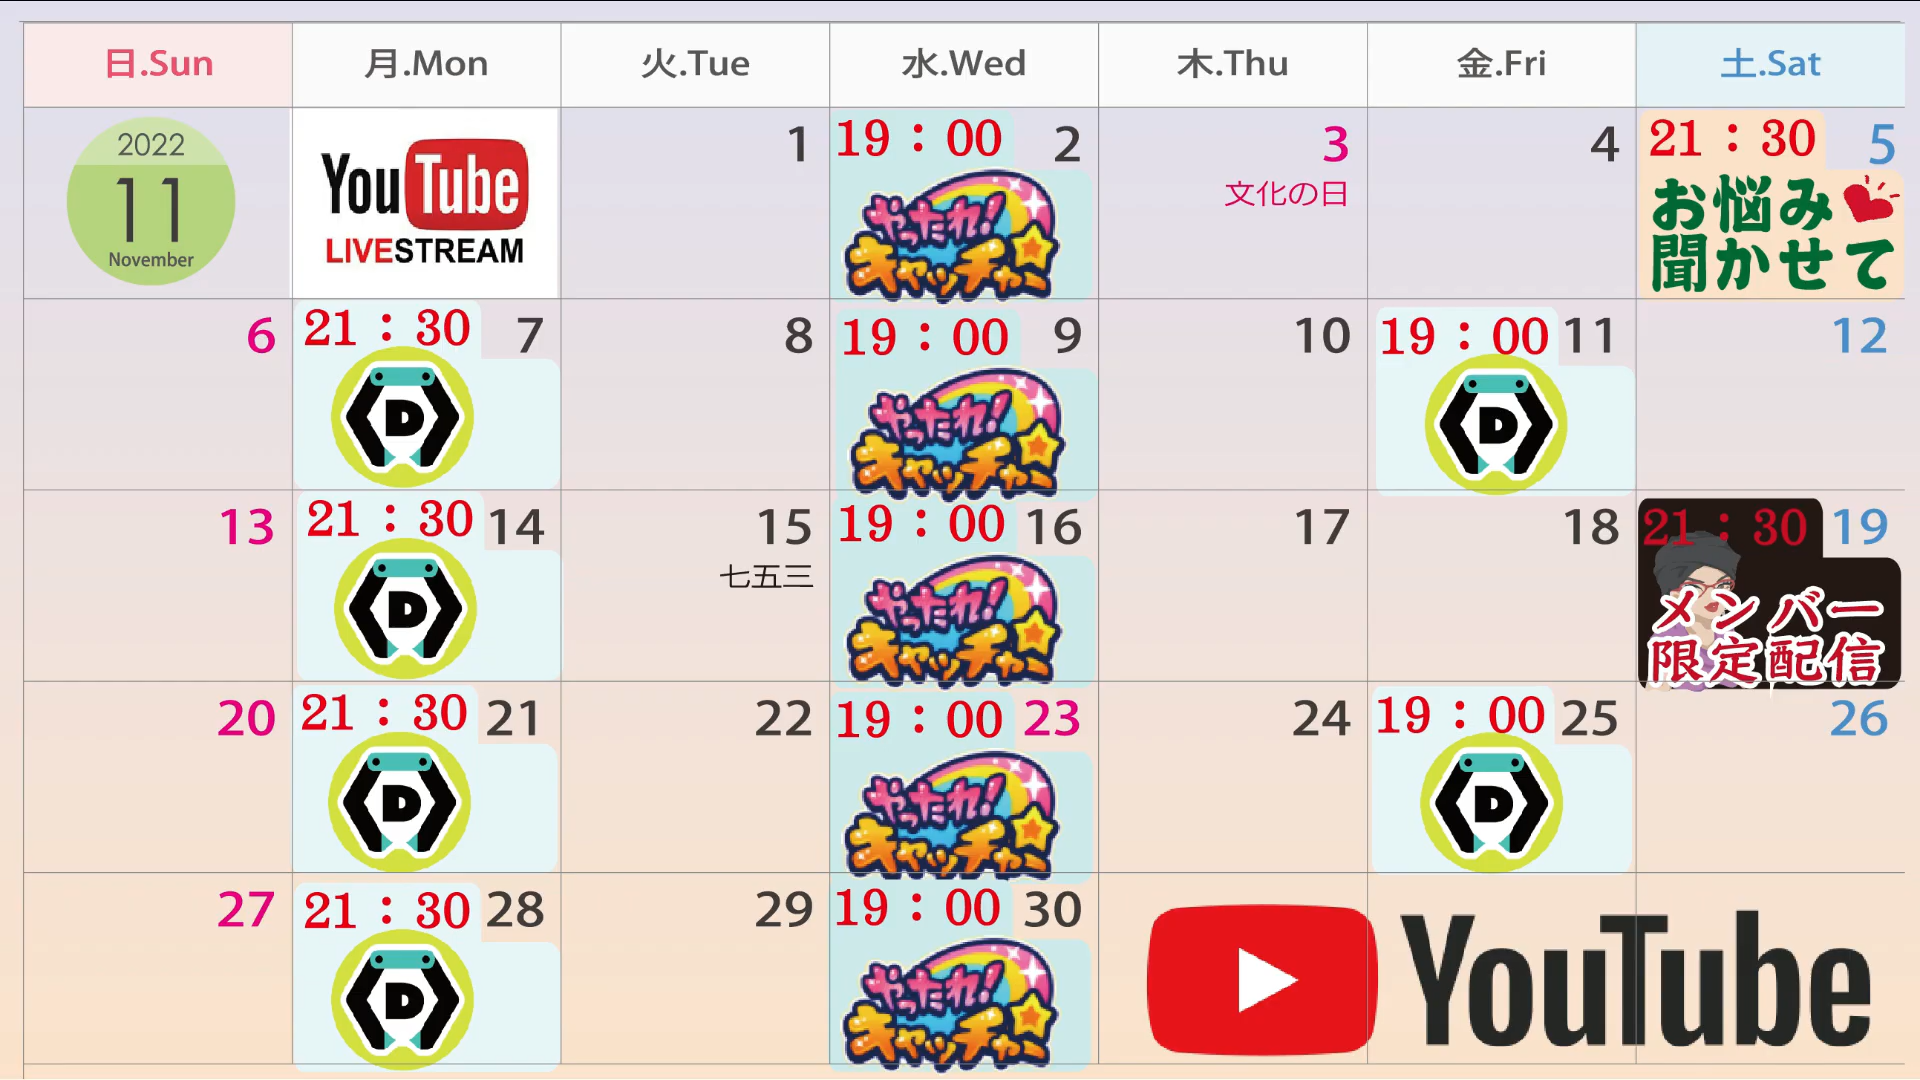 日.Sun 月.Mon 火.Tue 水.Wed 木.Thu 金.Fri 土.Sat
2022
11
November
YouTube
LIVESTREAM
1
19：00 2
やったれ!
キャッチャー
3
文化の日
4
21：30 5
お悩み
聞かせて
6
21：30 7
D
8
19：00 9
やったれ!
キャッチャー
10
19：00 11
D
12
13
21：30 14
D
15
七五三
19：00 16
やったれ!
キャッチャー
17
18
21：30 19
メンバー
限定配信
20
21：30 21
D
22
19：00 23
やったれ!
キャッチャー
24
19：00 25
D
26
27
21：30 28
D
29
19：00 30
やったれ!
キャッチャー
YouTube